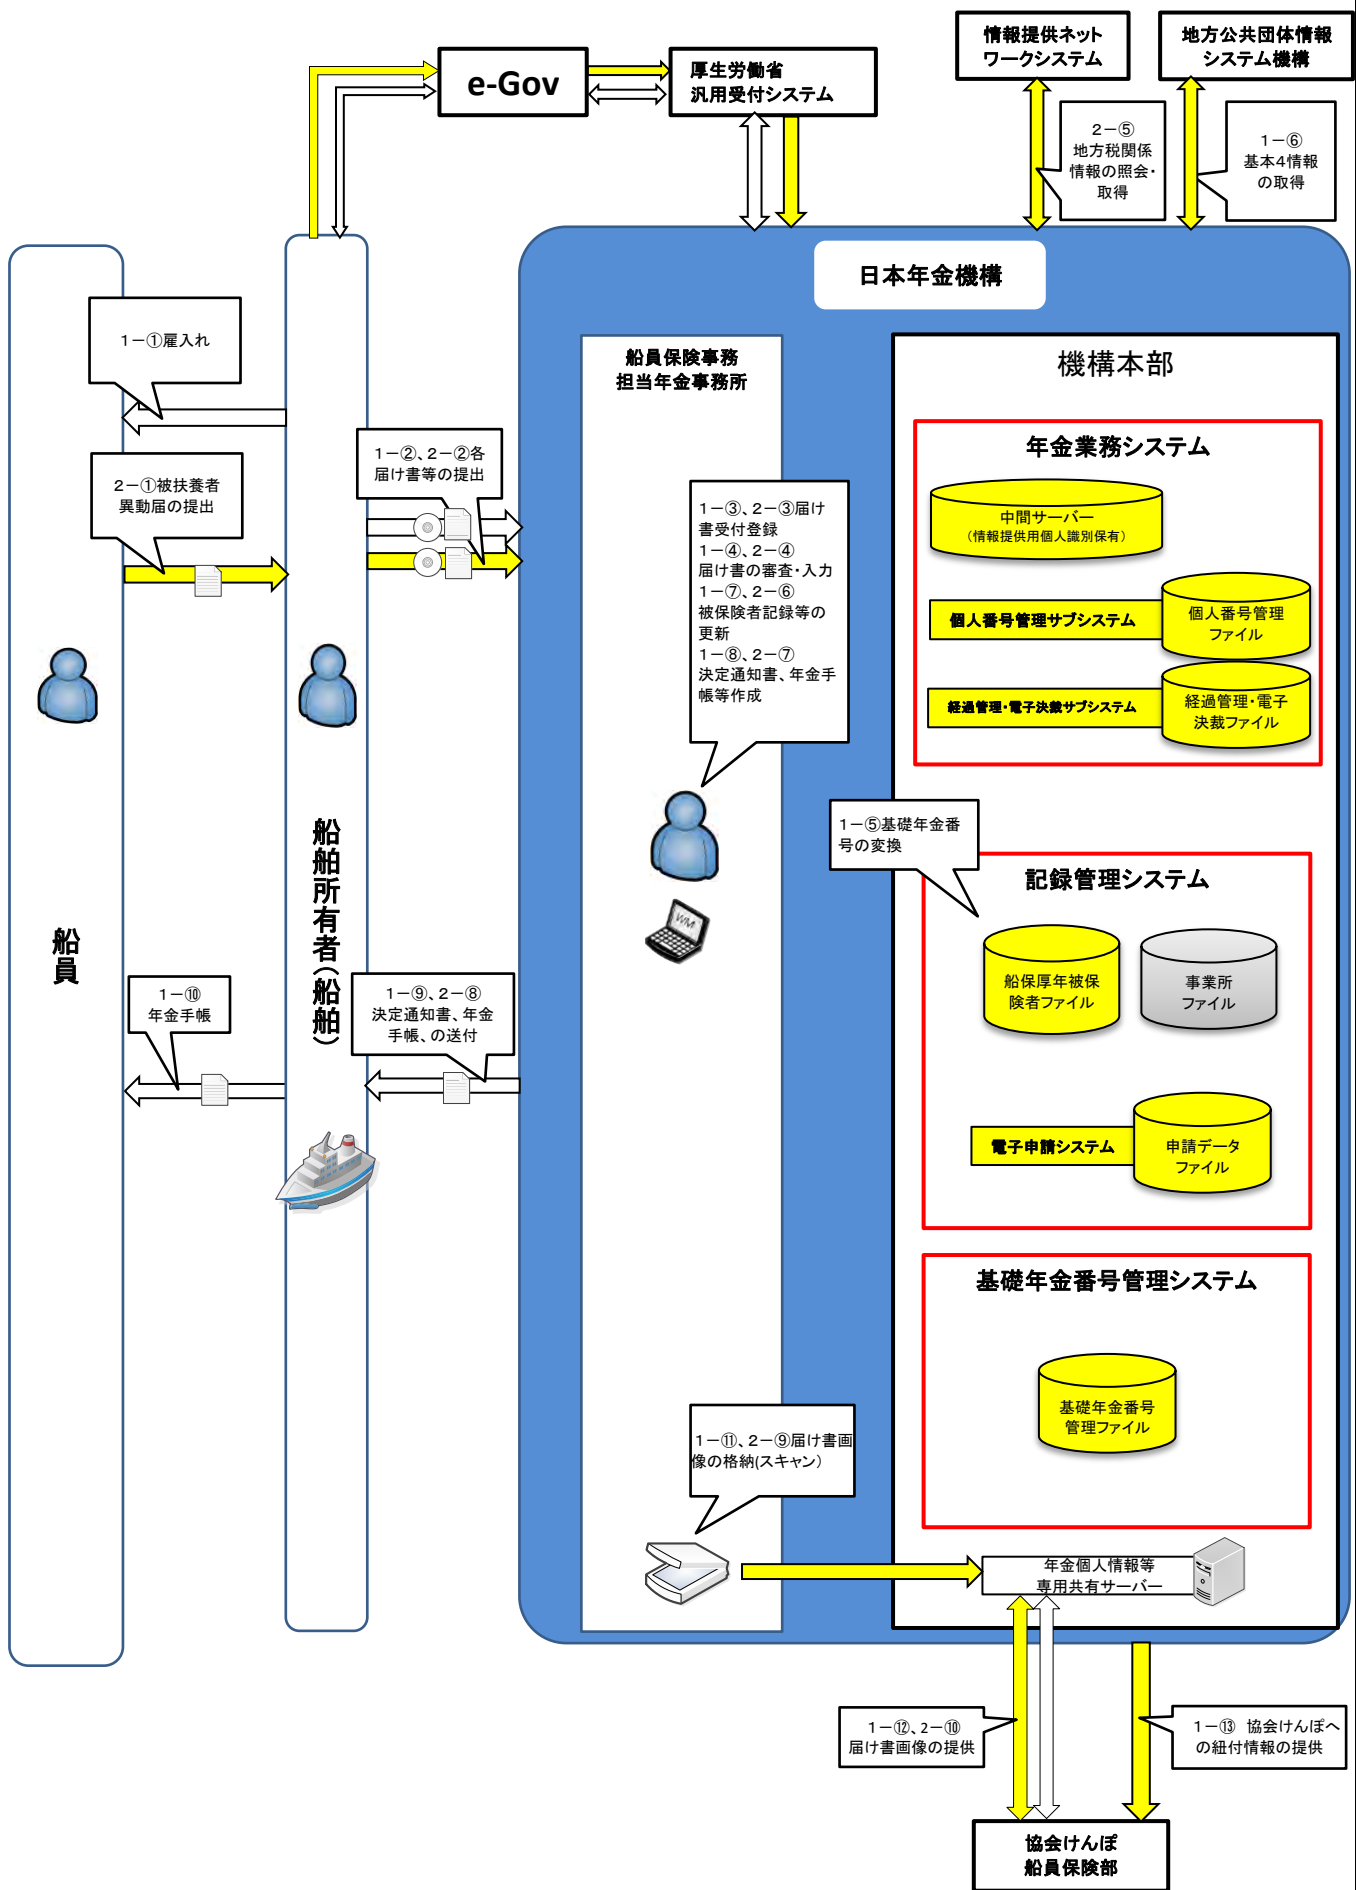 情報提供ネット
ワークシステム
地方公共団体情報
システム機構
e-Gov
厚生労働省
汎用受付システム
2－⑤
地方税関係
情報の照会・
取得
1－⑥
基本4情報
の取得
日本年金機構
1－①雇入れ
船員保険事務
担当年金事務所
機構本部
1－②、2－②各
届け書等の提出
2－①被扶養者
異動届の提出
1－③、2－③届け
書受付登録
1－④、2－④
届け書の審査・入力
1－⑦、2－⑥
被保険者記録等の
更新
1－⑧、2－⑦
決定通知書、年金手
帳等作成
年金業務システム
中間サーバー
（情報提供用個人識別保有）
個人番号管理サブシステム
個人番号管理
ファイル
経過管理・電子決裁サブシステム
経過管理・電子
決裁ファイル
1－⑤基礎年金番
号の変換
記録管理システム
船保厚年被保
険者ファイル
事業所
ファイル
電子申請システム
申請データ
ファイル
船員
船舶所有者（船舶）
1－⑩
年金手帳
1－⑨、2－⑧
決定通知書、年金
手帳、の送付
基礎年金番号管理システム
基礎年金番号
管理ファイル
1－⑪、2－⑨届け書画
像の格納(スキャン）
年金個人情報等
専用共有サーバー
1－⑫、2－⑩
届け書画像の提供
1－⑬　協会けんぽへ
の紐付情報の提供
協会けんぽ
船員保険部